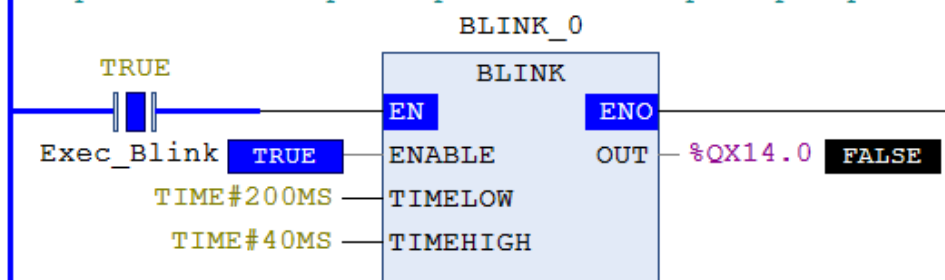 BLINK_0
TRUE BLINK
EN ENO
Exec_Blink TRUE ENABLE OUT %QX14.0 FALSE
TIME#200MS TIMELOW
TIME#40MS TIMEHIGH